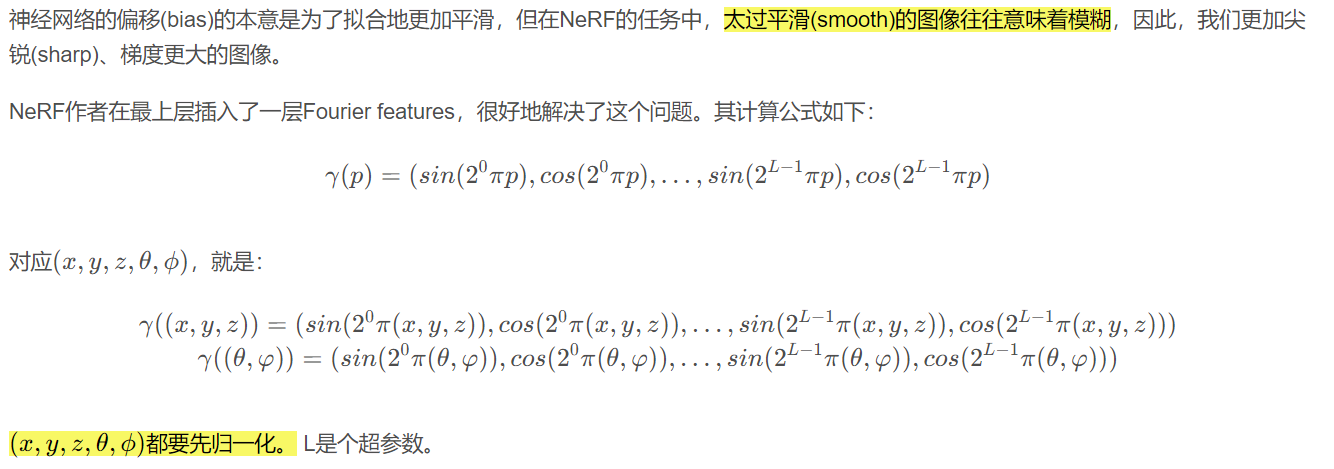 神经网络的偏移(bias)的本意是为了拟合地更加平滑，但在NeRF的任务中，太过平滑(smooth)的图像往往意味着模糊，因此，我们更加尖
锐(sharp)、梯度更大的图像。
NeRF作者在最上层插入了一层Fourier features，很好地解决了这个问题。其计算公式如下：
γ(p) = (sin(2^0πp), cos(2^0πp), …, sin(2^{L−1}πp), cos(2^{L−1}πp)
对应(x, y, z, θ, ϕ)，就是：
γ((x, y, z)) = (sin(2^0π(x, y, z)), cos(2^0π(x, y, z)), …, sin(2^{L−1}π(x, y, z)), cos(2^{L−1}π(x, y, z)))
γ((θ, φ)) = (sin(2^0π(θ, φ)), cos(2^0π(θ, φ)), …, sin(2^{L−1}π(θ, φ)), cos(2^{L−1}π(θ, φ)))
(x, y, z, θ, ϕ)都要先归一化。 L是个超参数。